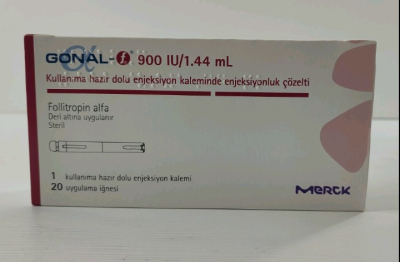 GONAL-f® 900 IU/1.44 mL
Kullanıma hazır dolu enjeksiyon kaleminde enjeksiyonluk çözelti
Follitropin alfa
Deri altına uygulanır
Steril
1 kullanıma hazır dolu enjeksiyon kalemi
20 uygulama iğnesi
MERCK